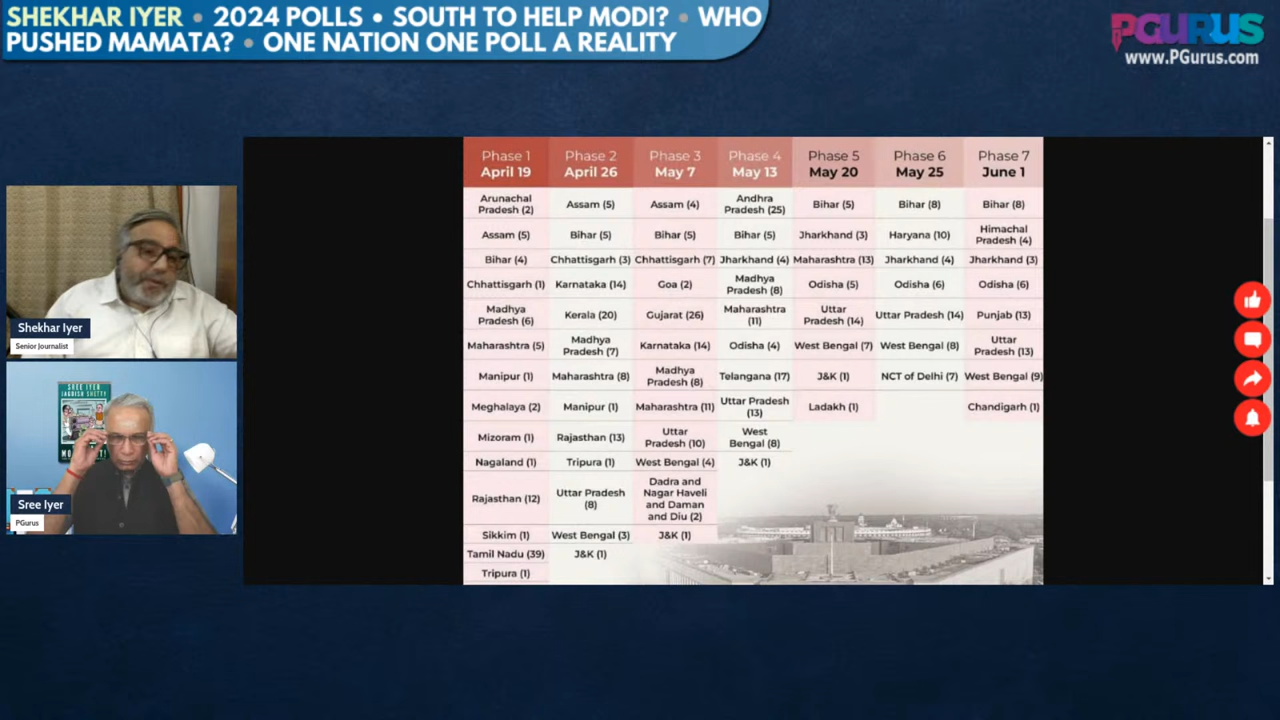 SHEKHAR IYER • 2024 POLLS • SOUTH TO HELP MODI? • WHO
PUSHED MAMATA? • ONE NATION ONE POLL A REALITY
PGURUS
www.PGurus.com
Shekhar Iyer
Senior Journalist
SREE IYER
Sree Iyer
PGurus
Phase 1
April 19
Arunachal
Pradesh (2)
Assam (5)
Bihar (4)
Chhattisgarh (1)
Madhya
Pradesh (6)
Maharashtra (5)
Manipur (1)
Meghalaya (2)
Mizoram (1)
Nagaland (1)
Rajasthan (12)
Sikkim (1)
Tamil Nadu (39)
Tripura (1)
Phase 2
April 26
Assam (5)
Bihar (5)
Chhattisgarh (3)
Karnataka (14)
Kerala (20)
Madhya
Pradesh (7)
Maharashtra (8)
Manipur (1)
Rajasthan (13)
Tripura (1)
Uttar Pradesh
(8)
West Bengal (3)
J&K (1)
Phase 3
May 7
Assam (4)
Bihar (5)
Chhattisgarh (7)
Goa (2)
Gujarat (26)
Karnataka (14)
Madhya
Pradesh (8)
Maharashtra (11)
Uttar
Pradesh (10)
West Bengal (4)
Dadra and
Nagar Haveli
and Daman
and Diu (2)
J&K (1)
Phase 4
May 13
Andhra
Pradesh (25)
Bihar (5)
Jharkhand (4)
Madhya
Pradesh (8)
Maharashtra
(11)
Odisha (4)
Telangana (17)
Uttar Pradesh
(13)
West
Bengal (8)
J&K (1)
Phase 5
May 20
Bihar (5)
Jharkhand (3)
Maharashtra (13)
Odisha (5)
Uttar
Pradesh (14)
West Bengal (7)
J&K (1)
Ladakh (1)
Phase 6
May 25
Bihar (8)
Haryana (10)
Jharkhand (4)
Odisha (6)
Uttar Pradesh (14)
West Bengal (8)
NCT of Delhi (7)
Phase 7
June 1
Bihar (8)
Himachal
Pradesh (4)
Jharkhand (3)
Odisha (6)
Punjab (13)
Uttar
Pradesh (13)
West Bengal (9)
Chandigarh (1)